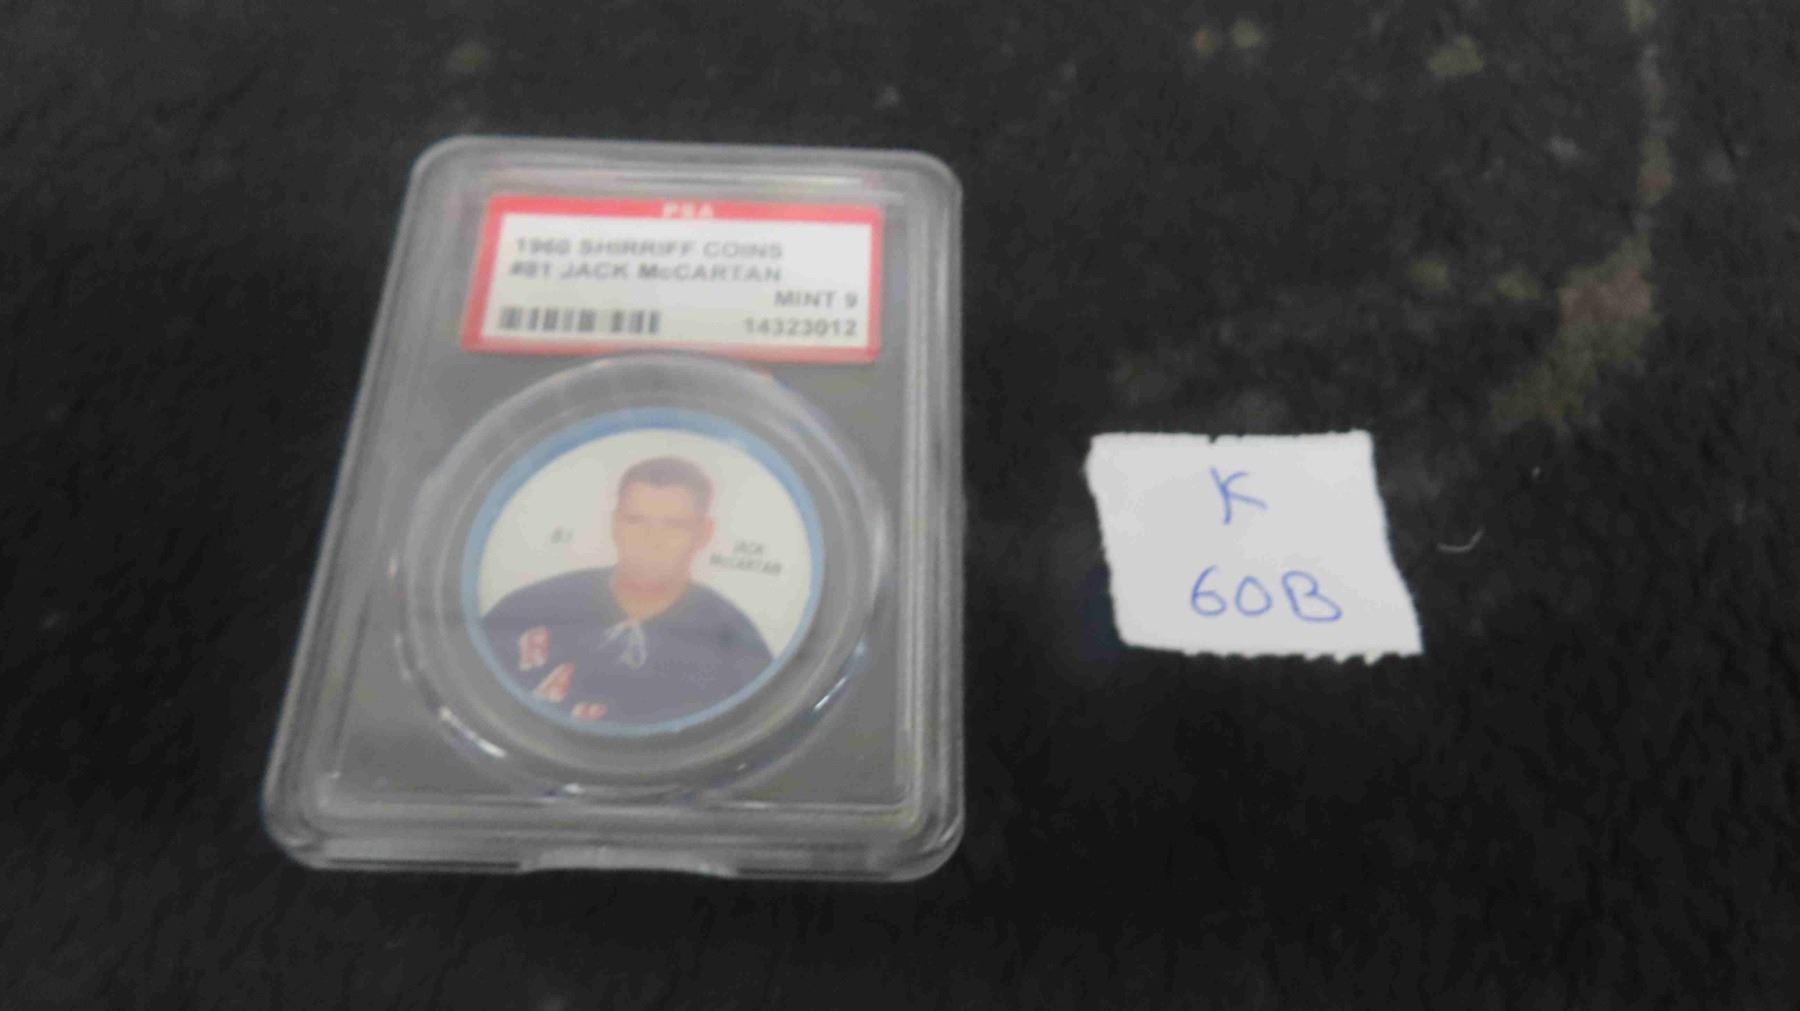 PSA
1960 SHIRRIFF COINS
#81 JACK McCARTAN
MINT 9
14323012
81
JACK
McCARTAN
R
A
K
60B